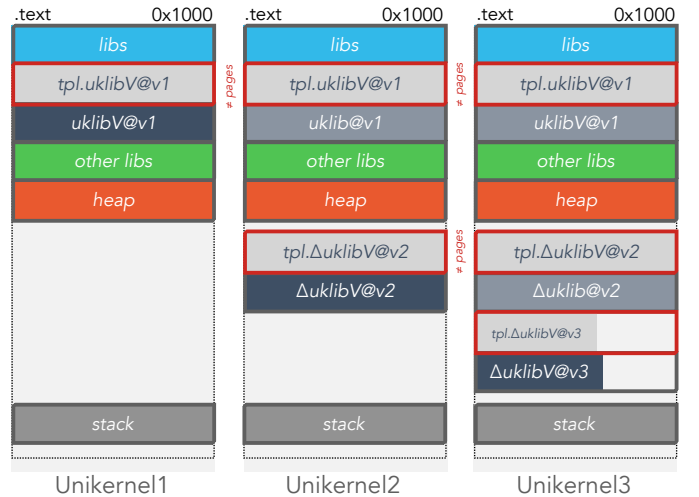 .text 0x1000
libs
tpl.uklibV@v1
uklibV@v1
other libs
heap
stack
Unikernel1
≠ pages
.text 0x1000
libs
tpl.uklibV@v1
uklib@v1
other libs
heap
tpl.ΔuklibV@v2
ΔuklibV@v2
stack
Unikernel2
≠ pages
≠ pages
.text 0x1000
libs
tpl.uklibV@v1
uklibV@v1
other libs
heap
tpl.ΔuklibV@v2
Δuklib@v2
tpl.ΔuklibV@v3
ΔuklibV@v3
stack
Unikernel3